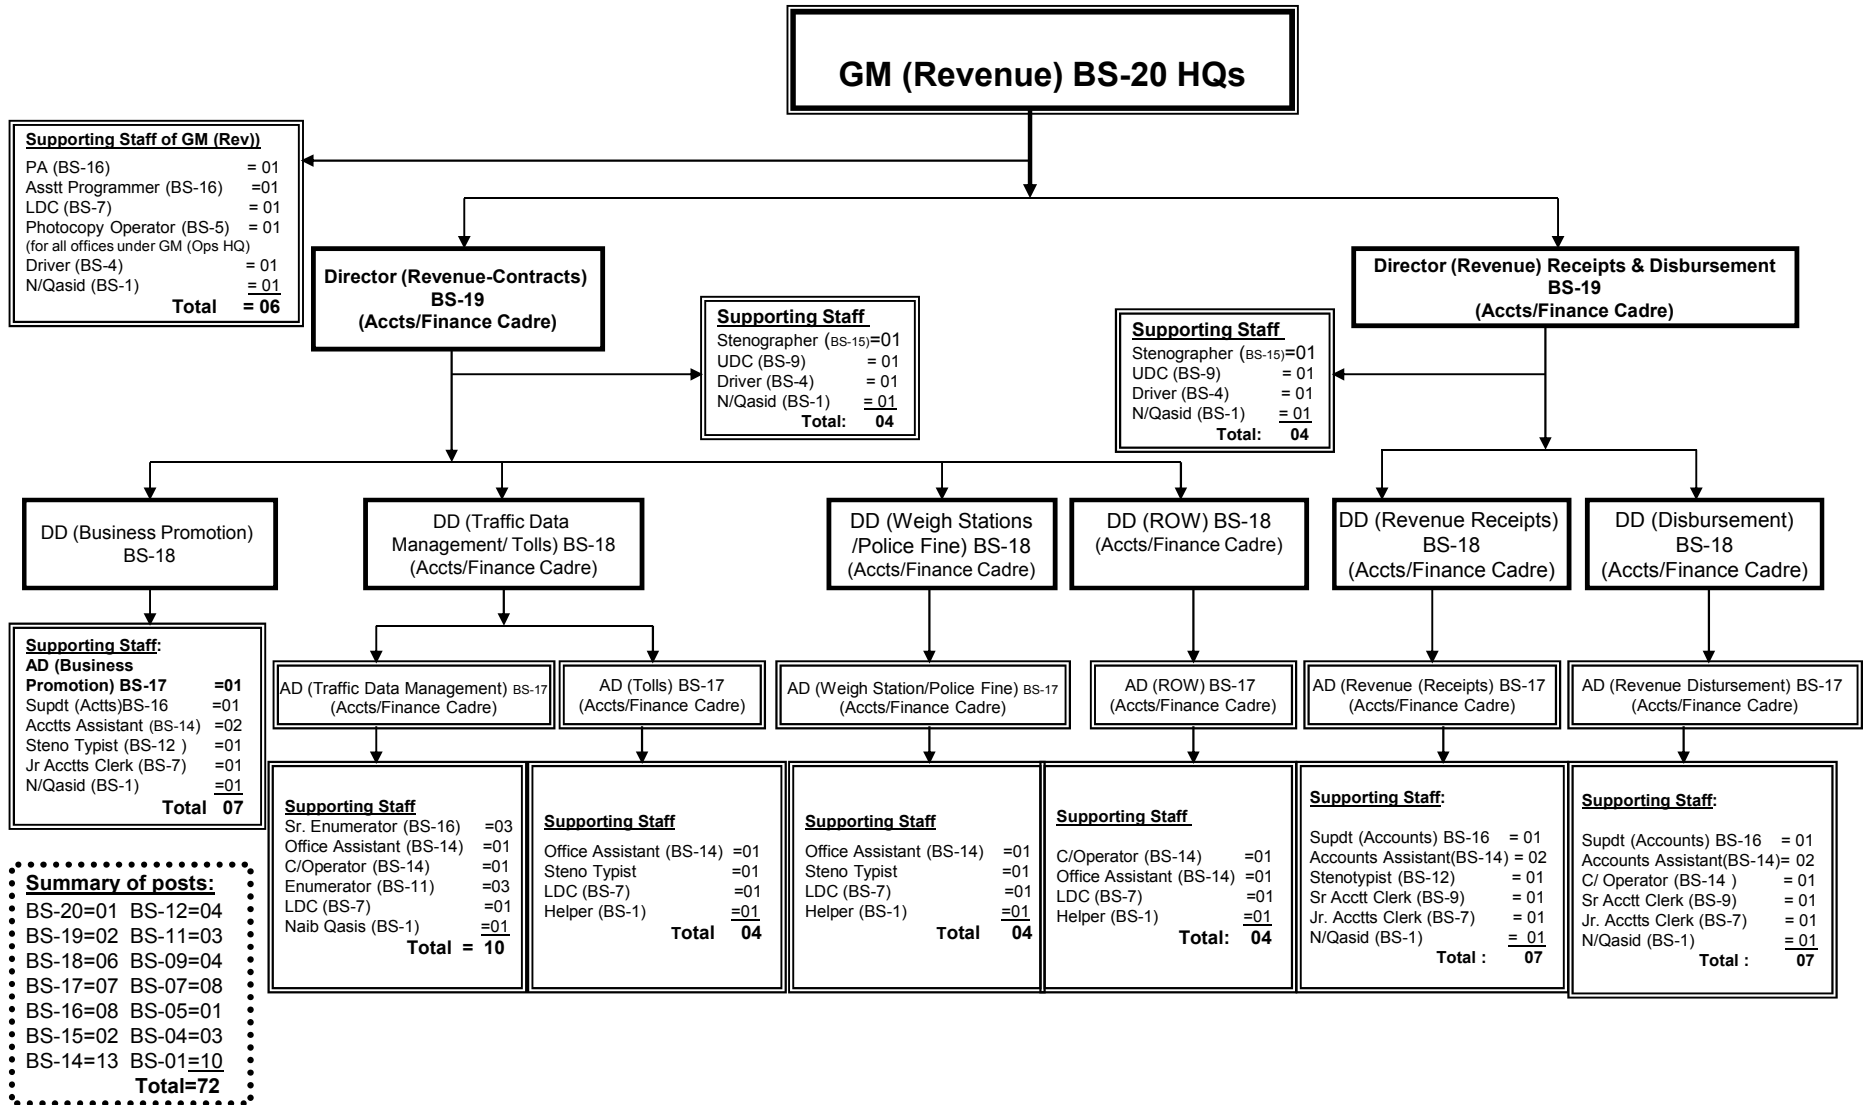 GM (Revenue) BS-20 HQs
Supporting Staff of GM (Rev))
PA (BS-16) = 01
Asstt Programmer (BS-16) =01
LDC (BS-7) = 01
Photocopy Operator (BS-5) = 01
(for all offices under GM (Ops HQ)
Driver (BS-4) = 01
N/Qasid (BS-1) = 01
Total = 06
Director (Revenue-Contracts)
BS-19
(Accts/Finance Cadre)
Supporting Staff
Stenographer (BS-15)=01
UDC (BS-9) = 01
Driver (BS-4) = 01
N/Qasid (BS-1) = 01
Total: 04
Director (Revenue) Receipts & Disbursement
BS-19
(Accts/Finance Cadre)
Supporting Staff
Stenographer (BS-15)=01
UDC (BS-9) = 01
Driver (BS-4) = 01
N/Qasid (BS-1) = 01
Total: 04
DD (Business Promotion)
BS-18
DD (Traffic Data
Management/ Tolls) BS-18
(Accts/Finance Cadre)
DD (Weigh Stations
/Police Fine) BS-18
(Accts/Finance Cadre)
DD (ROW) BS-18
(Accts/Finance Cadre)
DD (Revenue Receipts)
BS-18
(Accts/Finance Cadre)
DD (Disbursement)
BS-18
(Accts/Finance Cadre)
Supporting Staff:
AD (Business
Promotion) BS-17 =01
Supdt (Actts)BS-16 =01
Acctts Assistant (BS-14) =02
Steno Typist (BS-12 ) =01
Jr Acctts Clerk (BS-7) =01
N/Qasid (BS-1) =01
Total 07
AD (Traffic Data Management) BS-17
(Accts/Finance Cadre)
AD (Tolls) BS-17
(Accts/Finance Cadre)
AD (Weigh Station/Police Fine) BS-17
(Accts/Finance Cadre)
AD (ROW) BS-17
(Accts/Finance Cadre)
AD (Revenue (Receipts) BS-17
(Accts/Finance Cadre)
AD (Revenue Distursement) BS-17
(Accts/Finance Cadre)
Supporting Staff
Sr. Enumerator (BS-16) =03
Office Assistant (BS-14) =01
C/Operator (BS-14) =01
Enumerator (BS-11) =03
LDC (BS-7) =01
Naib Qasis (BS-1) =01
Total = 10
Supporting Staff
Office Assistant (BS-14) =01
Steno Typist =01
LDC (BS-7) =01
Helper (BS-1) =01
Total 04
Supporting Staff
Office Assistant (BS-14) =01
Steno Typist =01
LDC (BS-7) =01
Helper (BS-1) =01
Total 04
Supporting Staff
C/Operator (BS-14) =01
Office Assistant (BS-14) =01
LDC (BS-7) =01
Helper (BS-1) =01
Total: 04
Supporting Staff:
Supdt (Accounts) BS-16 = 01
Accounts Assistant(BS-14) = 02
Stenotypist (BS-12) = 01
Sr Acctt Clerk (BS-9) = 01
Jr. Acctts Clerk (BS-7) = 01
N/Qasid (BS-1) = 01
Total : 07
Supporting Staff:
Supdt (Accounts) BS-16 = 01
Accounts Assistant(BS-14)= 02
C/ Operator (BS-14 ) = 01
Sr Acctt Clerk (BS-9) = 01
Jr. Acctts Clerk (BS-7) = 01
N/Qasid (BS-1) = 01
Total : 07
Summary of posts:
BS-20=01 BS-12=04
BS-19=02 BS-11=03
BS-18=06 BS-09=04
BS-17=07 BS-07=08
BS-16=08 BS-05=01
BS-15=02 BS-04=03
BS-14=13 BS-01=10
Total=72